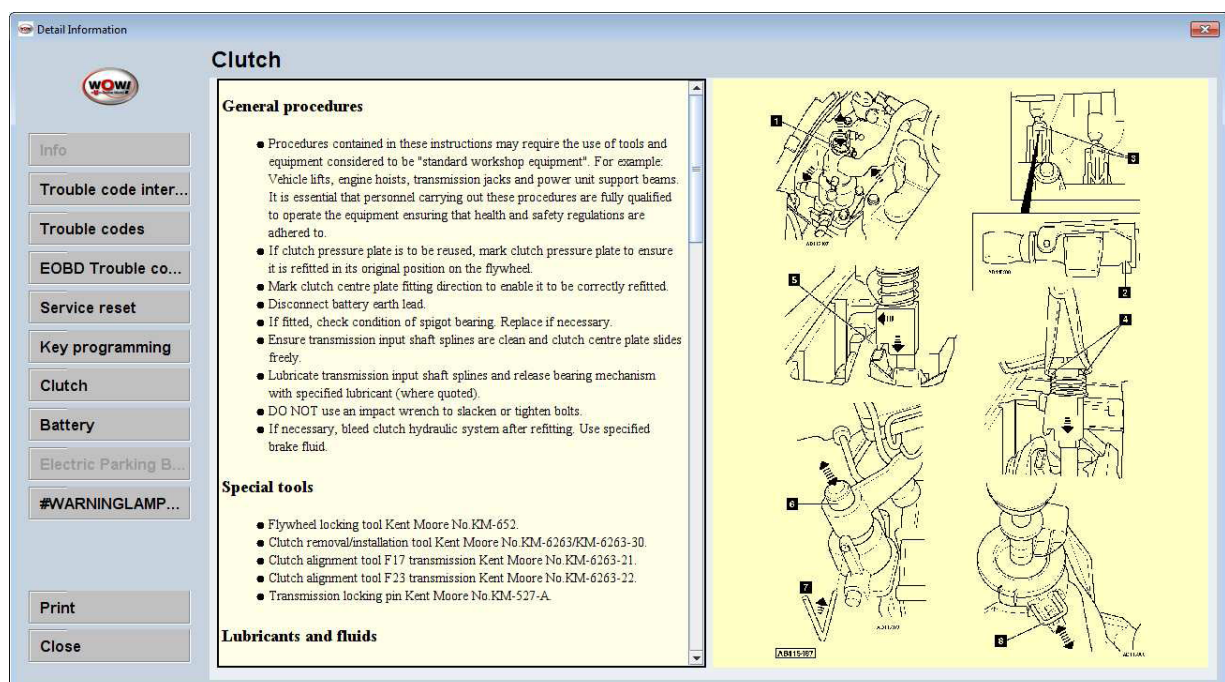 Detail Information
WOW!
Info
Trouble code inter...
Trouble codes
EOBD Trouble co...
Service reset
Key programming
Clutch
Battery
Electric Parking B...
#WARNINGLAMP...
Print
Close
Clutch
General procedures
Procedures contained in these instructions may require the use of tools and
equipment considered to be "standard workshop equipment". For example:
Vehicle lifts, engine hoists, transmission jacks and power unit support beams.
It is essential that personnel carrying out these procedures are fully qualified
to operate the equipment ensuring that health and safety regulations are
adhered to.
If clutch pressure plate is to be reused, mark clutch pressure plate to ensure
it is refitted in its original position on the flywheel.
Mark clutch centre plate fitting direction to enable it to be correctly refitted.
Disconnect battery earth lead.
If fitted, check condition of spigot bearing. Replace if necessary.
Ensure transmission input shaft splines are clean and clutch centre plate slides
freely.
Lubricate transmission input shaft splines and release bearing mechanism
with specified lubricant (where quoted).
DO NOT use an impact wrench to slacken or tighten bolts.
If necessary, bleed clutch hydraulic system after refitting. Use specified
brake fluid.
Special tools
Flywheel locking tool Kent Moore No.KM-652.
Clutch removal/installation tool Kent Moore No.KM-6263/KM-6263-30.
Clutch alignment tool F17 transmission Kent Moore No.KM-6263-21.
Clutch alignment tool F23 transmission Kent Moore No.KM-6263-22.
Transmission locking pin Kent Moore No.KM-527-A.
Lubricants and fluids
1
3
2
5
4
6
7
8